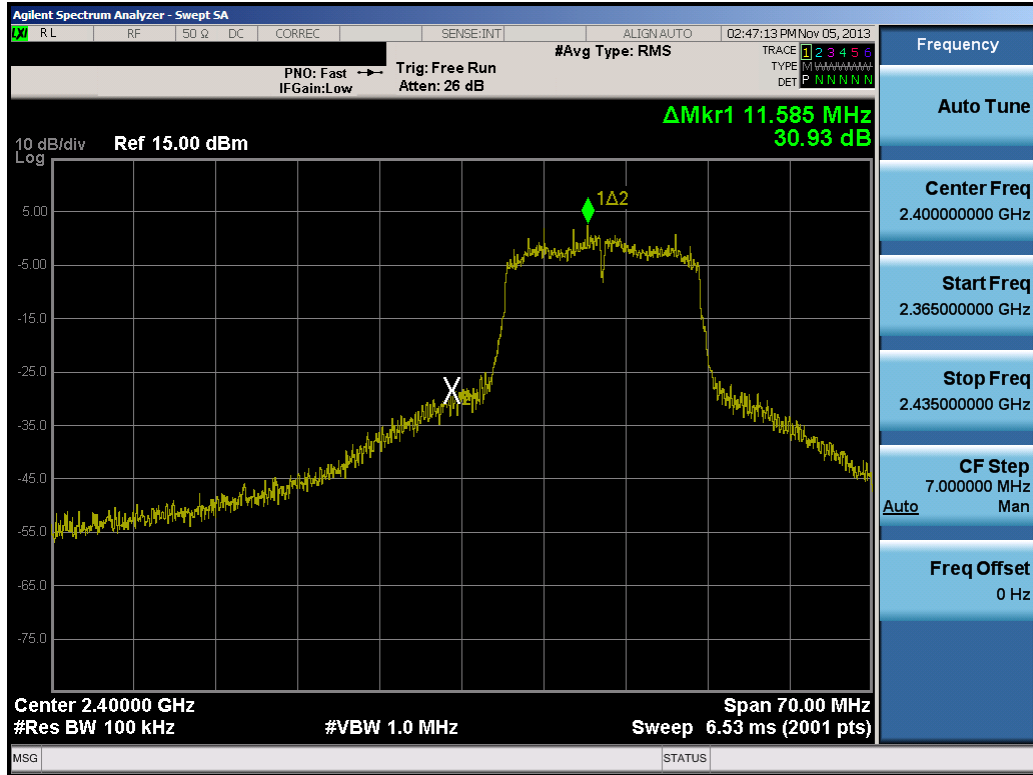 Agilent Spectrum Analyzer - Swept SA
LXI RL RF 50 Ω DC CORREC SENSE:INT ALIGN AUTO 02:47:13 PM Nov 05, 2013
Frequency
#Avg Type: RMS
TRACE 1 2 3 4 5 6
PNO: Fast Trig: Free Run
TYPE M WWWWW
IFGain:Low Atten: 26 dB
DET P N N N N N
Auto Tune
ΔMkr1 11.585 MHz
30.93 dB
10 dB/div Ref 15.00 dBm
Log
Center Freq
2.400000000 GHz
1Δ2
5.00
-5.00
Start Freq
2.365000000 GHz
-15.0
-25.0
Stop Freq
2.435000000 GHz
X
-35.0
-45.0
CF Step
7.000000 MHz
Auto Man
-55.0
Freq Offset
0 Hz
-65.0
-75.0
Center 2.40000 GHz Span 70.00 MHz
#Res BW 100 kHz #VBW 1.0 MHz Sweep 6.53 ms (2001 pts)
MSG STATUS